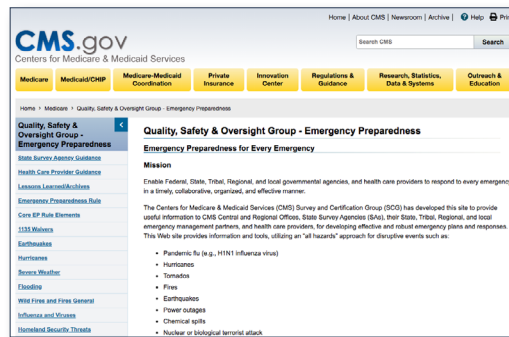 Home | About CMS | Newsroom | Archive | Help Prin
CMS.gov
Search CMS
Search
Centers for Medicare & Medicaid Services
Medicare
Medicaid/CHIP
Medicare-Medicaid
Coordination
Private
Insurance
Innovation
Center
Regulations &
Guidance
Research, Statistics,
Data & Systems
Outreach &
Education
Home > Medicare > Quality, Safety & Oversight Group - Emergency Preparedness
Quality, Safety &
Oversight Group -
Emergency Preparedness
State Survey Agency Guidance
Health Care Provider Guidance
Lessons Learned/Archives
Emergency Preparedness Rule
Core EP Rule Elements
1135 Waivers
Earthquakes
Hurricanes
Severe Weather
Flooding
Wild Fires and Fires General
Influenza and Viruses
Homeland Security Threats
Quality, Safety & Oversight Group - Emergency Preparedness
Emergency Preparedness for Every Emergency
Mission
Enable Federal, State, Tribal, Regional, and local governmental agencies, and health care providers to respond to every emergency
in a timely, collaborative, organized, and effective manner.
The Centers for Medicare & Medicaid Services (CMS) Survey and Certification Group (SCG) has developed this site to provide
useful information to CMS Central and Regional Offices, State Survey Agencies (SAs), their State, Tribal, Regional, and local
emergency management partners, and health care providers, for developing effective and robust emergency plans and responses.
This Web site provides information and tools, utilizing an "all hazards" approach for disruptive events such as:
• Pandemic flu (e.g., H1N1 influenza virus)
• Hurricanes
• Tornados
• Fires
• Earthquakes
• Power outages
• Chemical spills
• Nuclear or biological terrorist attack